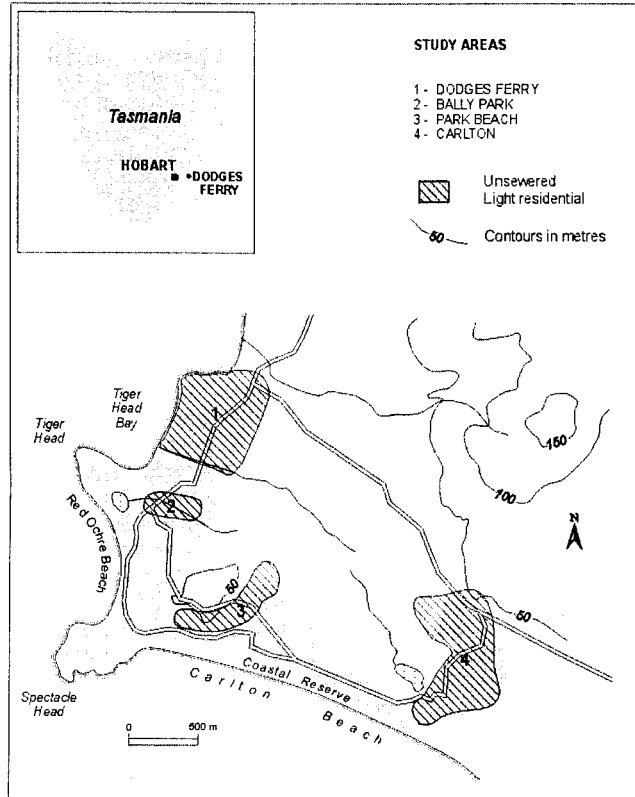 Tasmania
HOBART
DODGES
FERRY
STUDY AREAS
1 - DODGES FERRY
2 - BALLY PARK
3 - PARK BEACH
4 - CARLTON
Unsewered
Light residential
50
Contours in metres
Tiger
Head
Bay
Tiger
Head
1
150
100
N
Red Ochre Beach
2
50
3
50
4
Coastal Reserve
Carlton Beach
Spectacle
Head
0 500 m